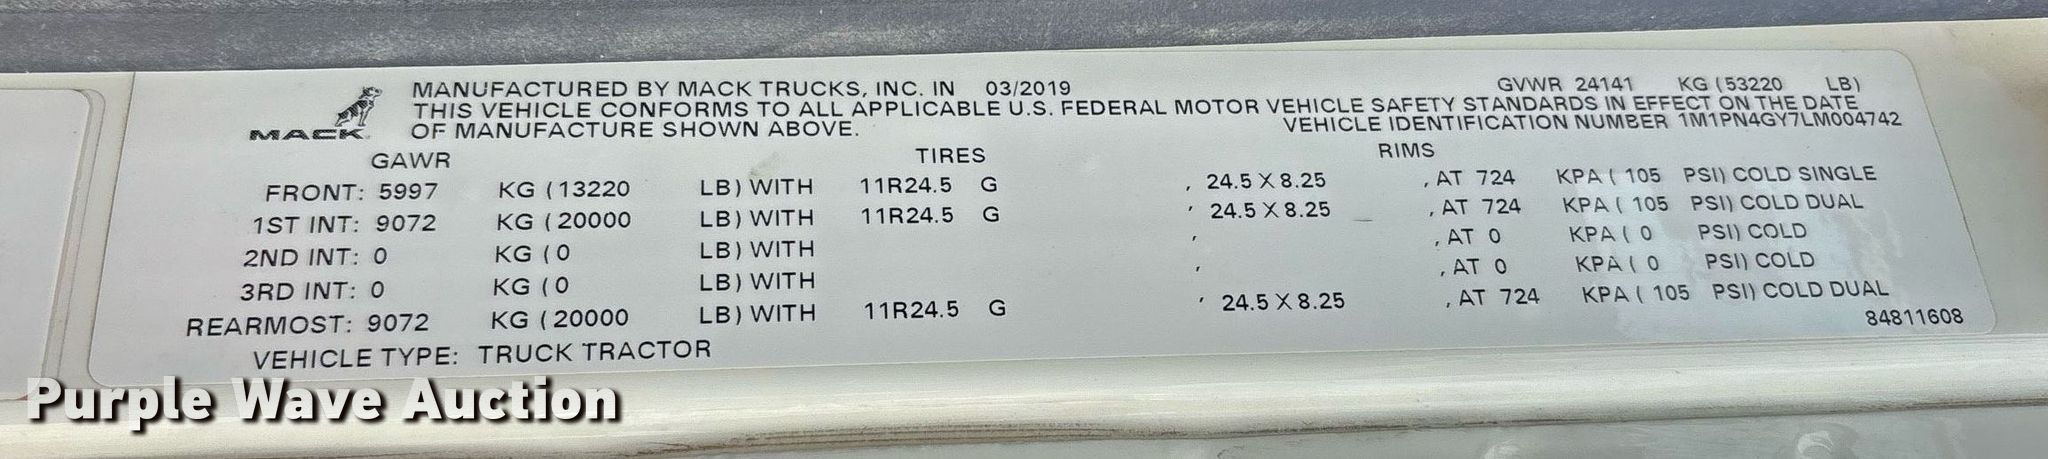 MANUFACTURED BY MACK TRUCKS, INC. IN 03/2019 GVWR 24141 KG (53220 LB)
THIS VEHICLE CONFORMS TO ALL APPLICABLE U.S. FEDERAL MOTOR VEHICLE SAFETY STANDARDS IN EFFECT ON THE DATE
MACK OF MANUFACTURE SHOWN ABOVE. VEHICLE IDENTIFICATION NUMBER 1M1PN4GY7LM004742
GAWR TIRES RIMS
FRONT: 5997 KG (13220 LB) WITH 11R24.5 G , 24.5 X 8.25 , AT 724 KPA ( 105 PSI) COLD SINGLE
1ST INT: 9072 KG (20000 LB) WITH 11R24.5 G , 24.5 X 8.25 , AT 724 KPA ( 105 PSI) COLD DUAL
2ND INT: 0 KG (0 LB) WITH , , AT 0 KPA ( 0 PSI) COLD
3RD INT: 0 KG (0 LB) WITH , , AT 0 KPA ( 0 PSI) COLD
REARMOST: 9072 KG (20000 LB) WITH 11R24.5 G , 24.5 X 8.25 , AT 724 KPA ( 105 PSI) COLD DUAL
84811608
VEHICLE TYPE: TRUCK TRACTOR
Purple Wave Auction